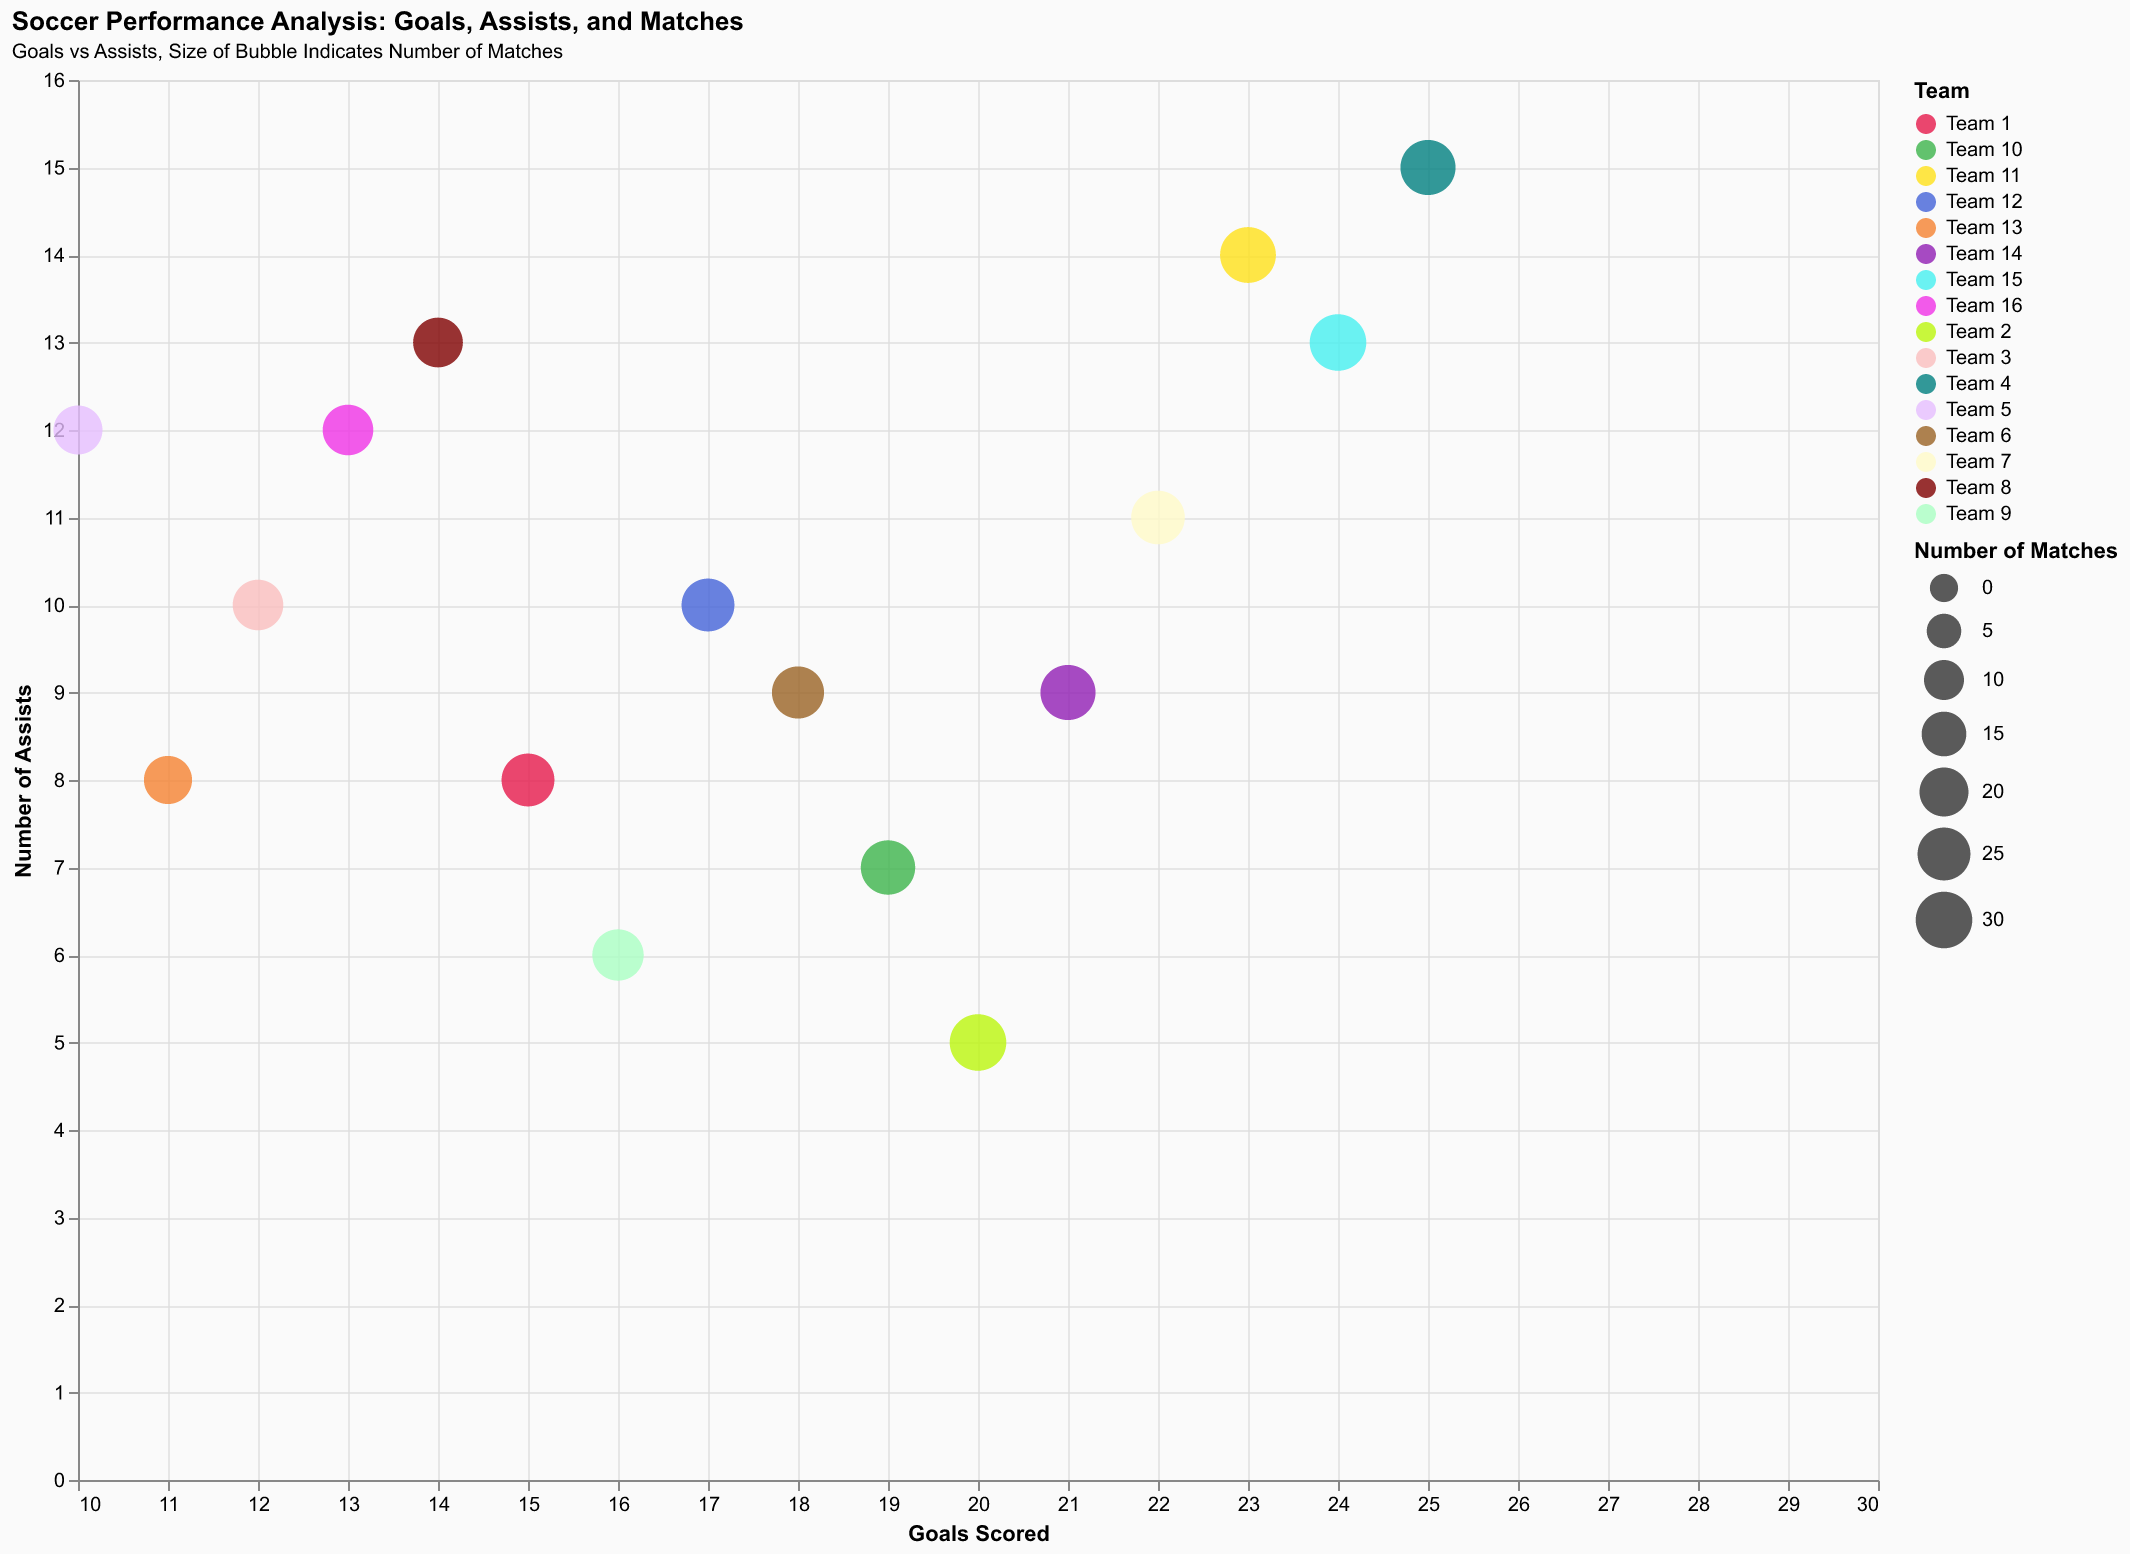 Soccer Performance Analysis: Goals, Assists, and Matches
Goals vs Assists, Size of Bubble Indicates Number of Matches
16
15
14
13
12
11
10
9
8
7
6
5
4
3
2
1
0
Number of Assists
10 11 12 13 14 15 16 17 18 19 20 21 22 23 24 25 26 27 28 29 30
Goals Scored
Team
Team 1
Team 10
Team 11
Team 12
Team 13
Team 14
Team 15
Team 16
Team 2
Team 3
Team 4
Team 5
Team 6
Team 7
Team 8
Team 9
Number of Matches
0
5
10
15
20
25
30